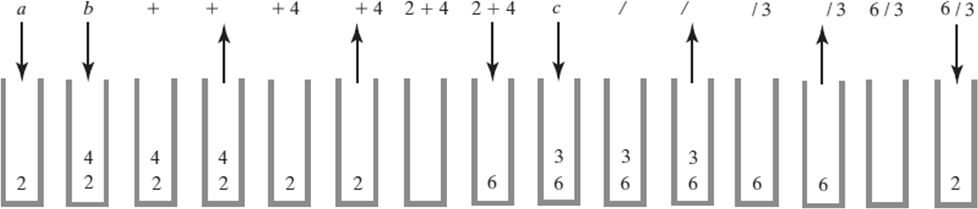 a b + + + 4 + 4 2 + 4 2 + 4 c / / / 3 / 3 6 / 3 6 / 3
4 4 4 3 3 3
2 2 2 2 2 2 6 6 6 6 6 6 2